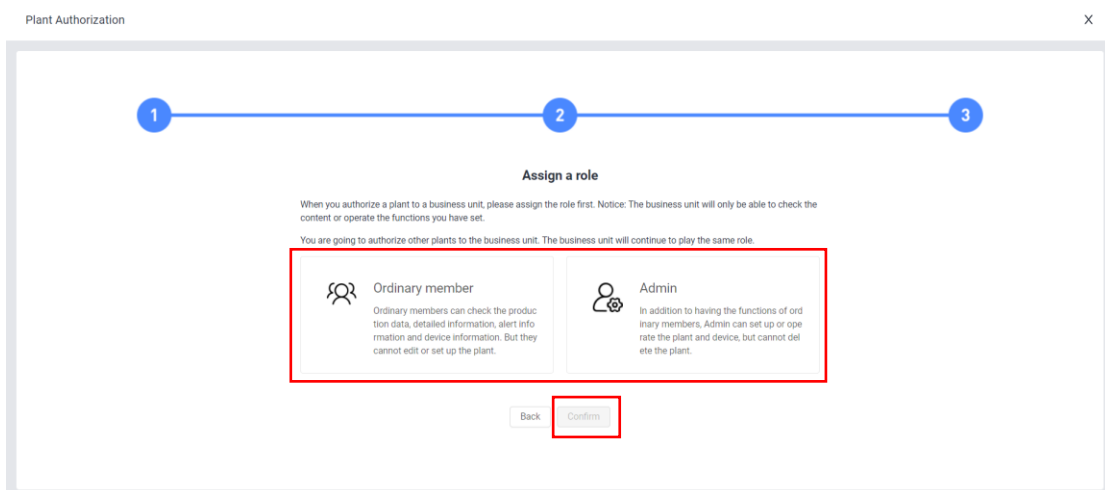 Plant Authorization
X
1
2
3
Assign a role
When you authorize a plant to a business unit, please assign the role first. Notice: The business unit will only be able to check the
content or operate the functions you have set.
You are going to authorize other plants to the business unit. The business unit will continue to play the same role.
Ordinary member
Ordinary members can check the produc
tion data, detailed information, alert info
rmation and device information. But they
cannot edit or set up the plant.
Admin
In addition to having the functions of ord
inary members, Admin can set up or ope
rate the plant and device, but cannot del
ete the plant.
Back
Confirm